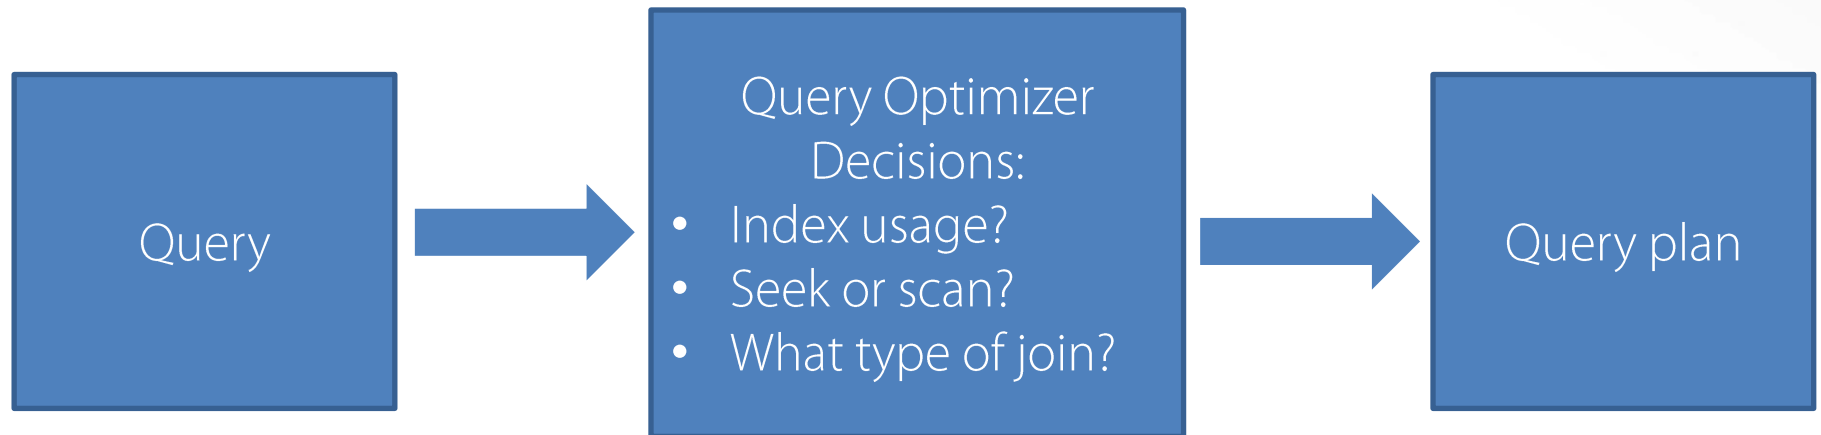 Query
Query Optimizer
Decisions:
• Index usage?
• Seek or scan?
• What type of join?
Query plan